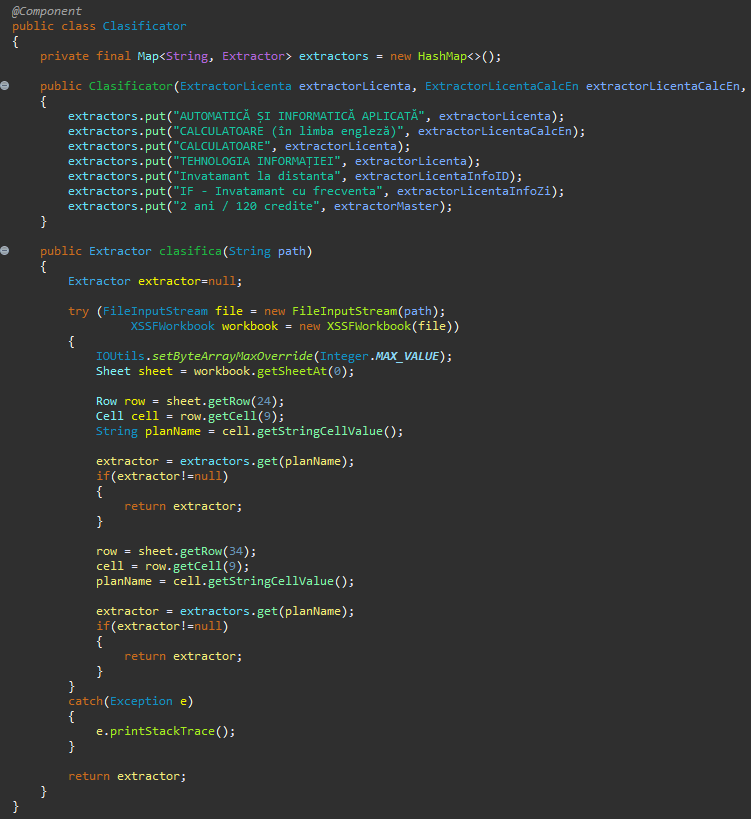 @Component
public class Clasificator
{
    private final Map<String, Extractor> extractors = new HashMap<>();

    public Clasificator(ExtractorLicenta extractorLicenta, ExtractorLicentaCalcEn extractorLicentaCalcEn,
    {
        extractors.put("AUTOMATICĂ ȘI INFORMATICĂ APLICATĂ", extractorLicenta);
        extractors.put("CALCULATOARE (în limba engleză)", extractorLicentaCalcEn);
        extractors.put("CALCULATOARE", extractorLicenta);
        extractors.put("TEHNOLOGIA INFORMAȚIEI", extractorLicenta);
        extractors.put("Invatamant la distanta", extractorLicentaInfoID);
        extractors.put("IF - Invatamant cu frecventa", extractorLicentaInfoZi);
        extractors.put("2 ani / 120 credite", extractorMaster);
    }

    public Extractor clasifica(String path)
    {
        Extractor extractor=null;

        try (FileInputStream file = new FileInputStream(path);
                 XSSFWorkbook workbook = new XSSFWorkbook(file))
        {
            IOUtils.setByteArrayMaxOverride(Integer.MAX_VALUE);
            Sheet sheet = workbook.getSheetAt(0);

            Row row = sheet.getRow(24);
            Cell cell = row.getCell(9);
            String planName = cell.getStringCellValue();

            extractor = extractors.get(planName);
            if(extractor!=null)
            {
                return extractor;
            }

            row = sheet.getRow(34);
            cell = row.getCell(9);
            planName = cell.getStringCellValue();

            extractor = extractors.get(planName);
            if(extractor!=null)
            {
                return extractor;
            }
        }
        catch(Exception e)
        {
            e.printStackTrace();
        }

        return extractor;
    }
}